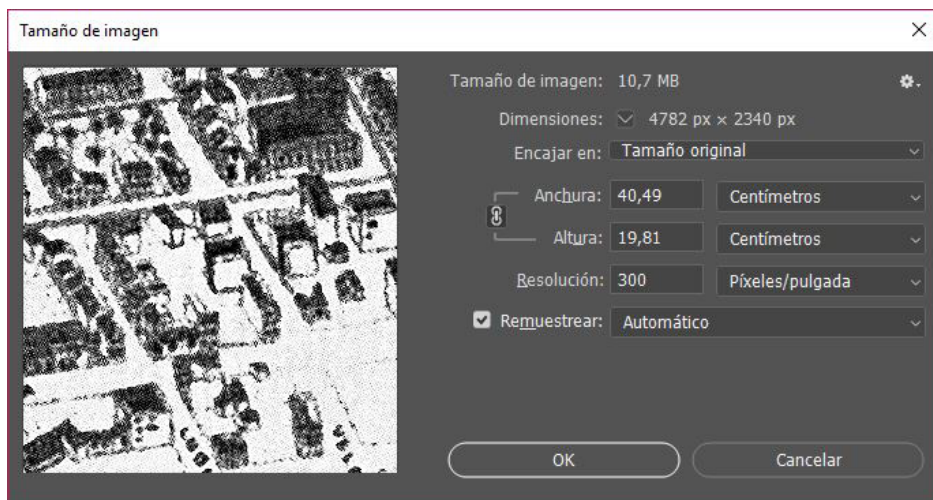 Tamaño de imagen
Tamaño de imagen: 10,7 MB
Dimensiones: 4782 px × 2340 px
Encajar en: Tamaño original
Anchura: 40,49 Centímetros
Altura: 19,81 Centímetros
Resolución: 300 Píxeles/pulgada
Remuestrear: Automático
OK Cancelar